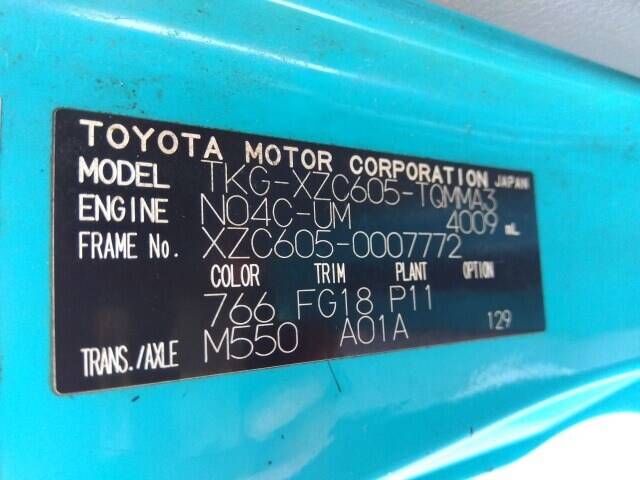 TOYOTA MOTOR CORPORATION JAPAN
MODEL TKG-XZC605-TQMMA3
ENGINE N04C-UM 4009 mL
FRAME No. XZC605-0007772
COLOR TRIM PLANT OPTION
766 FG18 P11
TRANS./AXLE M550 A01A 129